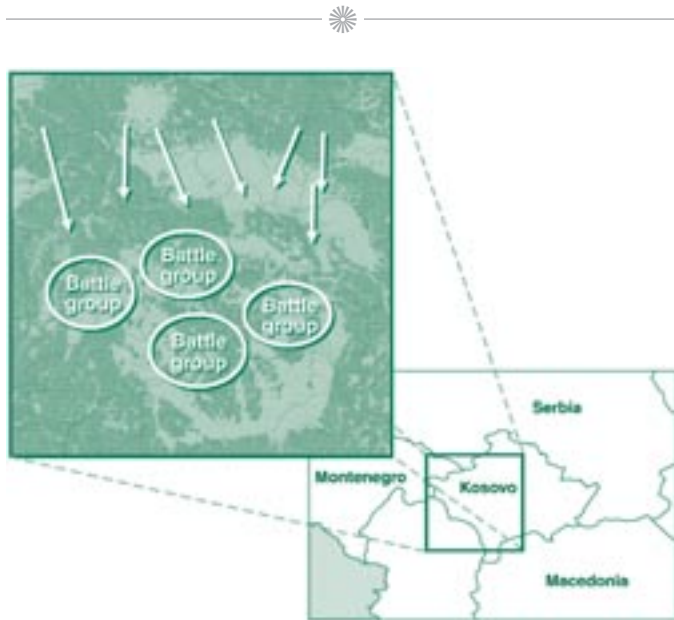 Battle
group
Battle
group
Battle
group
Battle
group
Serbia
Montenegro
Kosovo
Macedonia